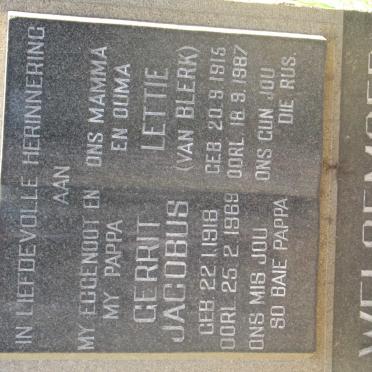 IN LIEFDEVOLLE HERINNERING
AAN
MY EGGENOOT EN
MY PAPPA
GERRIT
JACOBUS
GEB 22.1.1918
OORL 25.2.1969
ONS MIS JOU
SO BAIE PAPPA
ONS MAMMA
EN OUMA
LETTIE
(VAN BLERK)
GEB. 20.9.1915
OORL. 18.9.1987
ONS GUN JOU
DIE RUS.
WELGEMOED